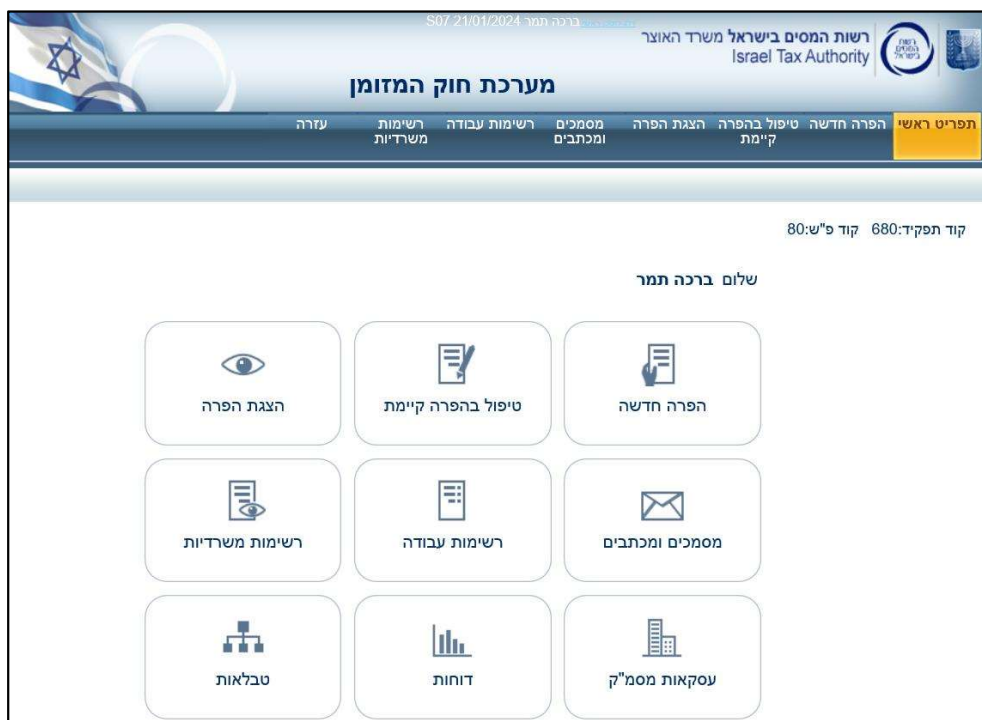 ברכה תמר S07 21/01/2024
רשות המסים בישראל משרד האוצר
Israel Tax Authority
רשות המסים בישראל
מערכת חוק המזומן
תפריט ראשי
הפרה חדשה
טיפול בהפרה קיימת
הצגת הפרה
מסמכים ומכתבים
רשימות עבודה
רשימות משרדיות
עזרה
קוד תפקיד:680 קוד פ"ש:80
שלום ברכה תמר
הפרה חדשה
טיפול בהפרה קיימת
הצגת הפרה
מסמכים ומכתבים
רשימות עבודה
רשימות משרדיות
עסקאות מסמ"ק
דוחות
טבלאות